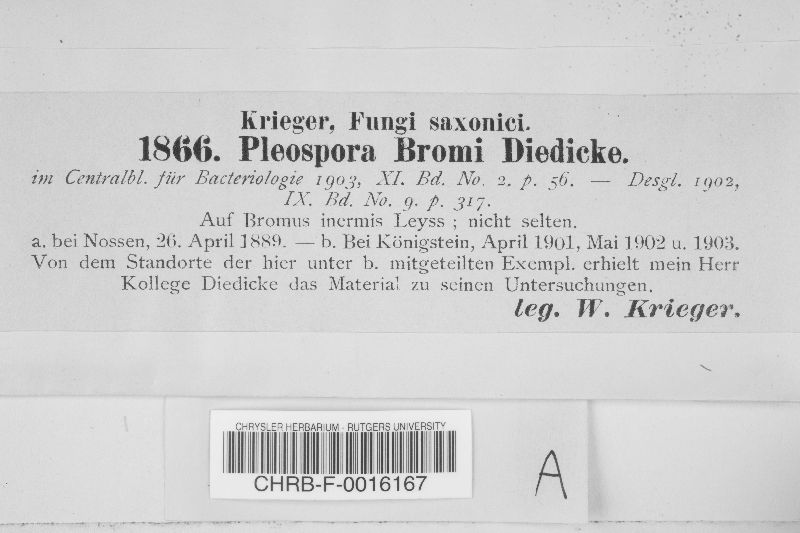 Krieger, Fungi saxonici.
1866. Pleospora Bromi Diedicke.
im Centralbl. für Bacteriologie 1903, XI. Bd. No. 2. p. 56. — Desgl. 1902,
IX. Bd. No. 9. p. 317.
Auf Bromus inermis Leyss ; nicht selten.
a. bei Nossen, 26. April 1889. — b. Bei Königstein, April 1901, Mai 1902 u. 1903.
Von dem Standorte der hier unter b. mitgeteilten Exempl. erhielt mein Herr
Kollege Diedicke das Material zu seinen Untersuchungen.
leg. W. Krieger.
CHRYSLER HERBARIUM - RUTGERS UNIVERSITY
CHRB-F-0016167
A